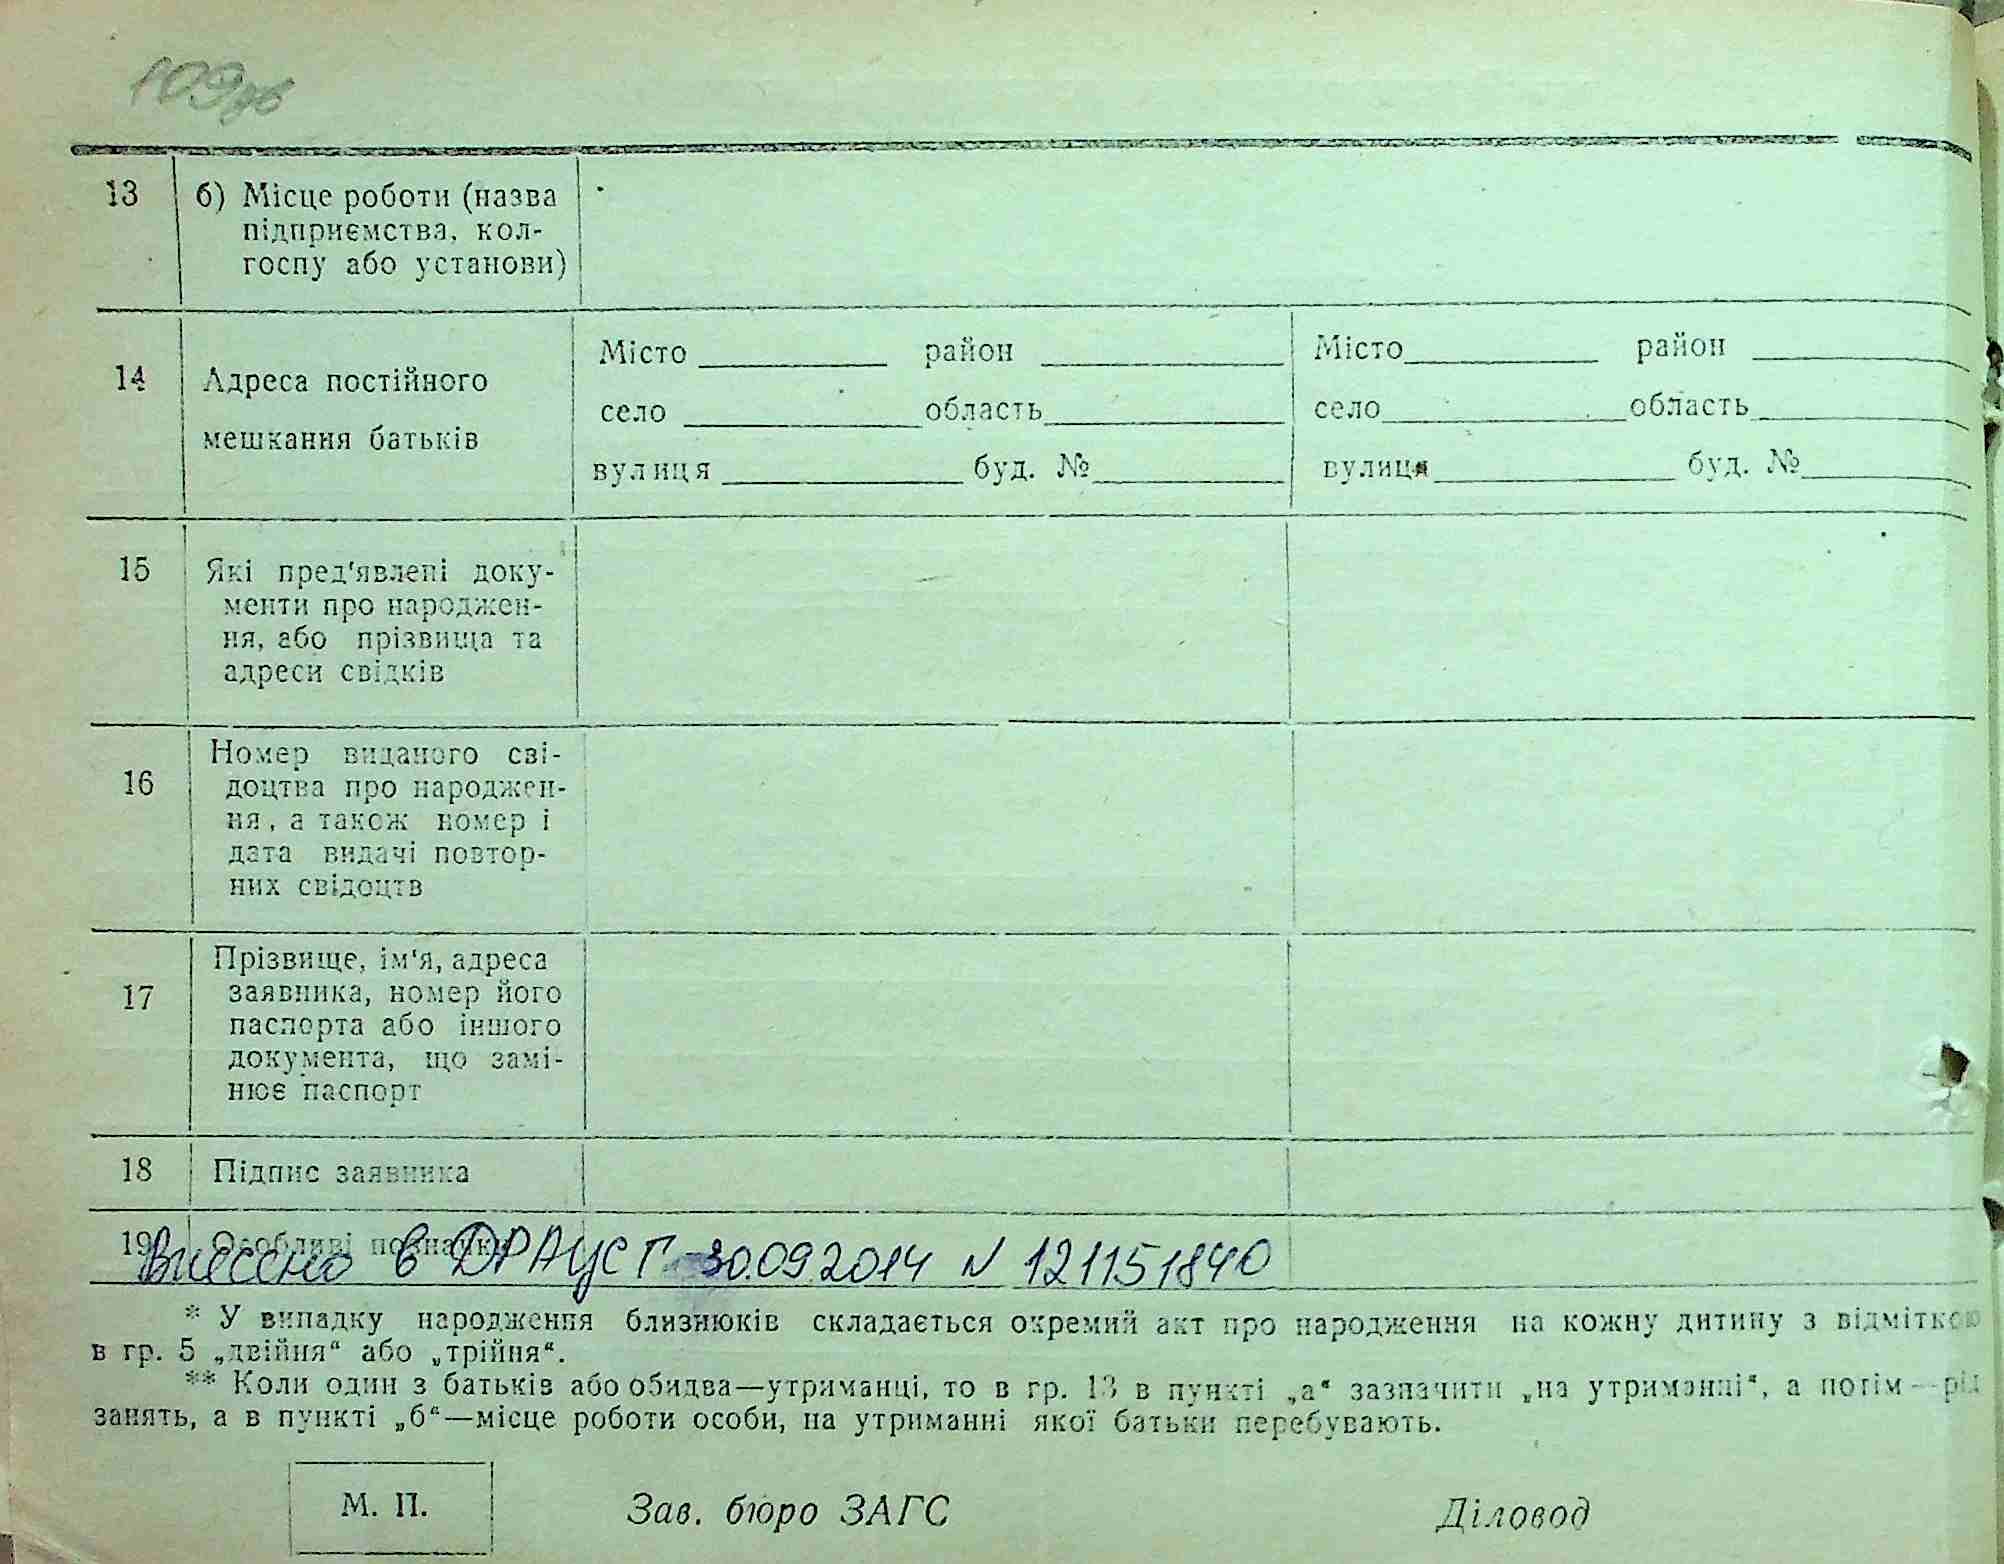 109зв
13 б) Місце роботи (назва
підприємства, кол-
госпу або установи)
14 Адреса постійного
мешкання батьків
Місто район
село область
вулиця буд. №
Місто район
село область
вулиця буд. №
15 Які пред'явлені доку-
менти про народжен-
ня, або прізвища та
адреси свідків
16 Номер виданого сві-
доцтва про народжен-
ня, а також номер і
дата видачі повтор-
них свідоцтв
17 Прізвище, ім'я, адреса
заявника, номер його
паспорта або іншого
документа, що замі-
нює паспорт
18 Підпис заявника
19 Особливі позначки
Внесено в ДРАЦСГ 30.09.2014 N 121151840
* У випадку народження близнюків складається окремий акт про народження на кожну дитину з відміткою
в гр. 5 „двійня“ або „трійня“.
** Коли один з батьків або обидва—утриманці, то в гр. 13 в пункті „а“ зазначити „на утриманні“, а потім—рід
занять, а в пункті „б“—місце роботи особи, на утриманні якої батьки перебувають.
М. П. Зав. бюро ЗАГС Діловод